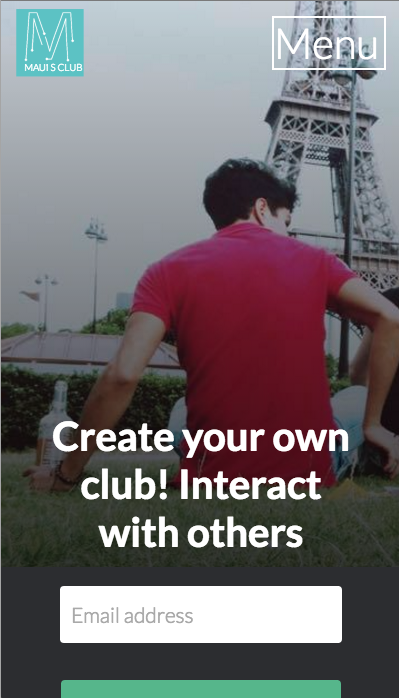 M
MAUI S CLUB
Menu
Create your own
club! Interact
with others
Email address